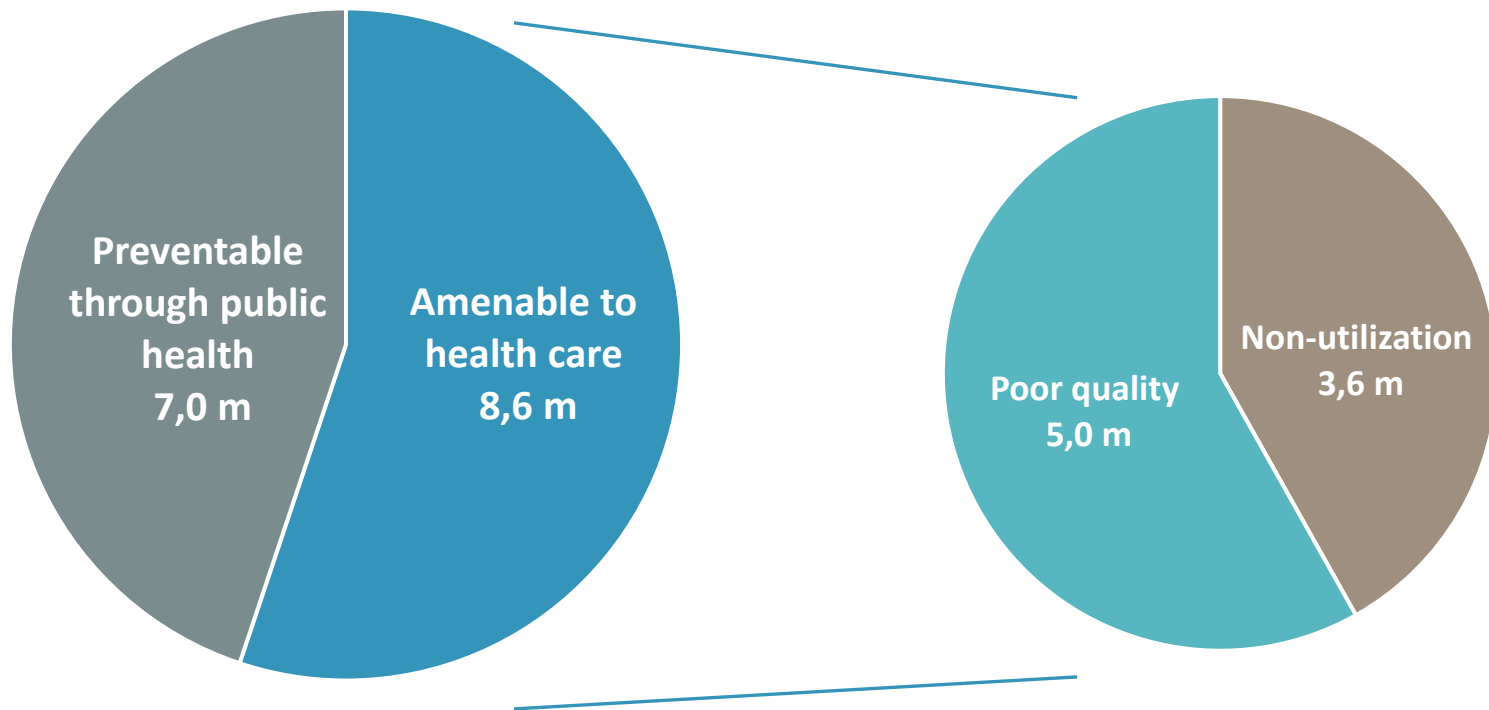 Preventable
through public
health
7,0 m
Amenable to
health care
8,6 m
Poor quality
5,0 m
Non-utilization
3,6 m